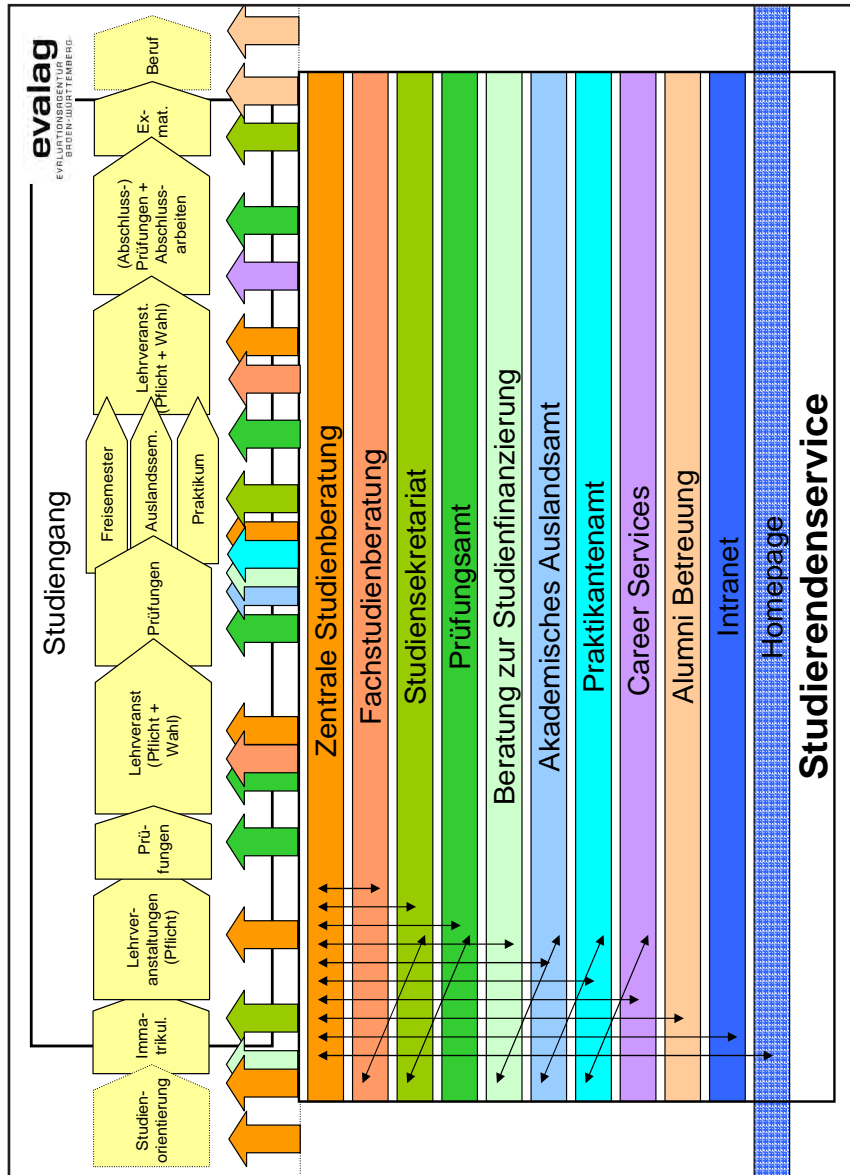 Studiengang
evalag
EVALUATIONSAGENTUR
BADEN-WÜRTTEMBERG
Studien-
orientierung
Imma-
trikul.
Lehrver-
anstaltungen
(Pflicht)
Prü-
fungen
Lehrveranst
(Pflicht +
Wahl)
Prüfungen
Freisemester
Auslandssem.
Praktikum
Lehrveranst.
(Pflicht + Wahl)
(Abschluss-)
Prüfungen +
Abschluss-
arbeiten
Ex-
mat.
Beruf
Zentrale Studienberatung
Fachstudienberatung
Studiensekretariat
Prüfungsamt
Beratung zur Studienfinanzierung
Akademisches Auslandsamt
Praktikantenamt
Career Services
Alumni Betreuung
Intranet
Homepage
Studierendenservice